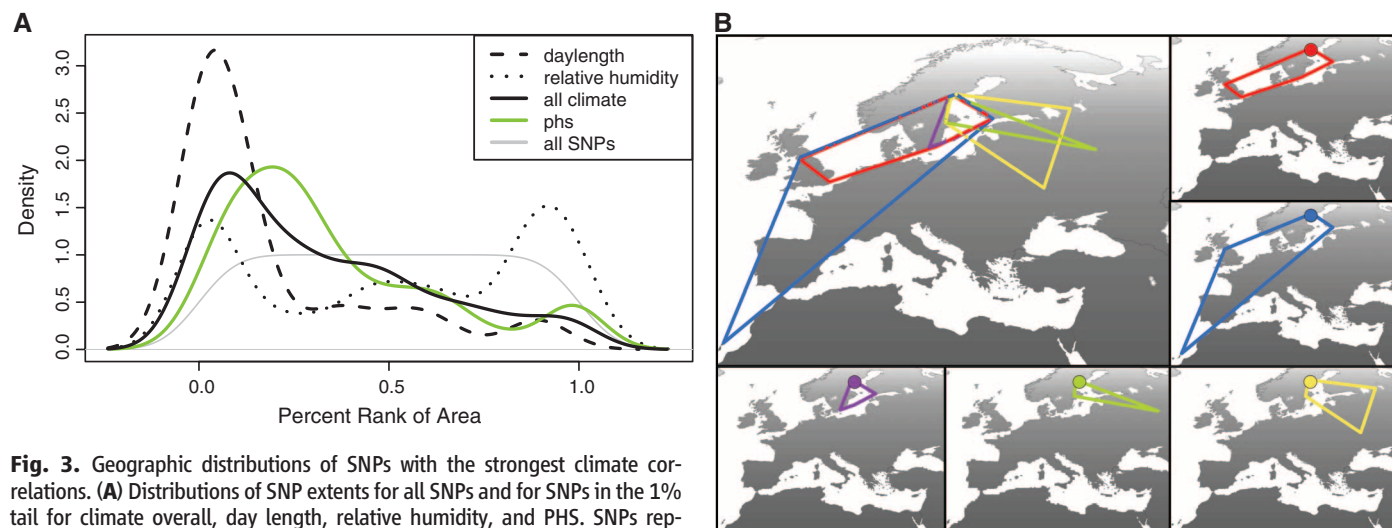 A
B
Density
0.0
0.5
1.0
1.5
2.0
2.5
3.0
daylength
relative humidity
all climate
phs
all SNPs
0.0
0.5
1.0
Percent Rank of Area
Fig. 3. Geographic distributions of SNPs with the strongest climate cor-
relations. (A) Distributions of SNP extents for all SNPs and for SNPs in the 1%
tail for climate overall, day length, relative humidity, and PHS. SNPs rep-